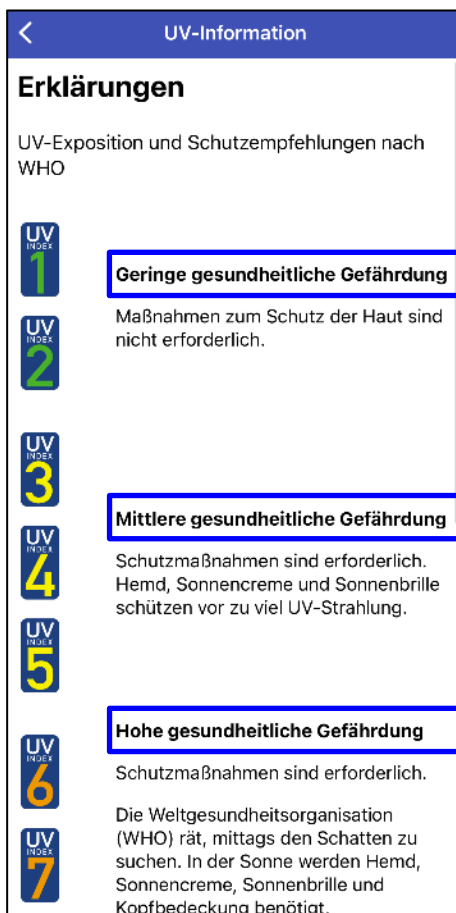 UV-Information
Erklärungen
UV-Exposition und Schutzempfehlungen nach
WHO
UV
INDEX
1
Geringe gesundheitliche Gefährdung
Maßnahmen zum Schutz der Haut sind
nicht erforderlich.
UV
INDEX
2
UV
INDEX
3
Mittlere gesundheitliche Gefährdung
UV
INDEX
4
Schutzmaßnahmen sind erforderlich.
Hemd, Sonnencreme und Sonnenbrille
schützen vor zu viel UV-Strahlung.
UV
INDEX
5
Hohe gesundheitliche Gefährdung
UV
INDEX
6
Schutzmaßnahmen sind erforderlich.
Die Weltgesundheitsorganisation
(WHO) rät, mittags den Schatten zu
suchen. In der Sonne werden Hemd,
Sonnencreme, Sonnenbrille und
Kopfbedeckung benötigt.
UV
INDEX
7